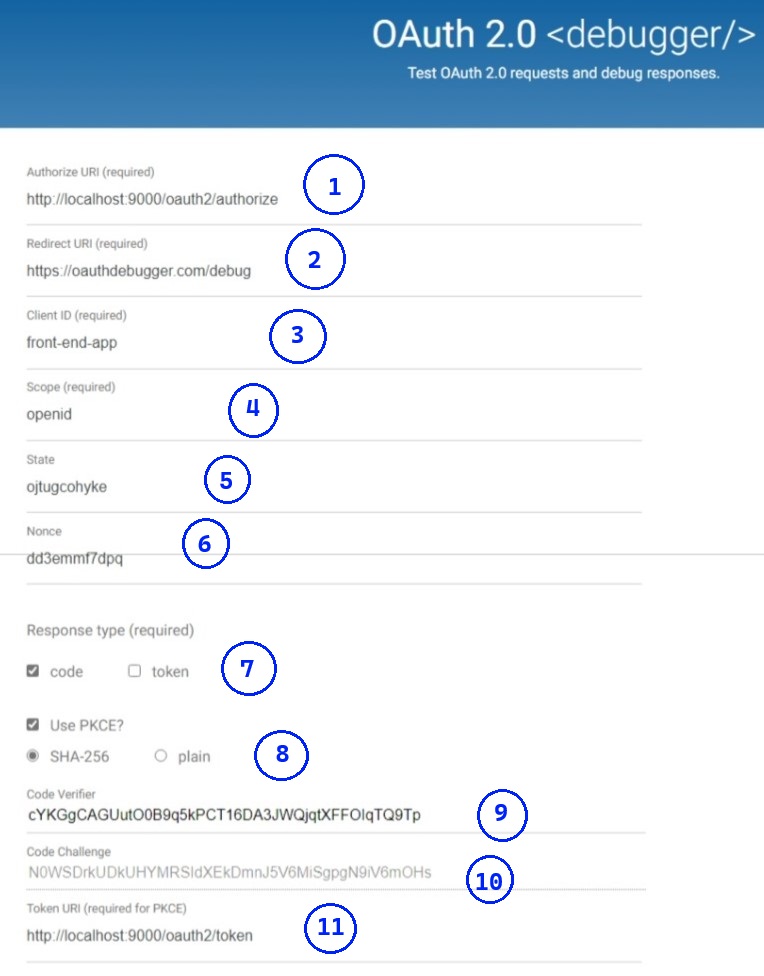 OAuth 2.0 <debugger/>
Test OAuth 2.0 requests and debug responses.
Authorize URI (required)
http://localhost:9000/oauth2/authorize
1
Redirect URI (required)
https://oauthdebugger.com/debug
2
Client ID (required)
front-end-app
3
Scope (required)
openid
4
State
ojtugcohyke
5
Nonce
dd3emmf7dpq
6
Response type (required)
code token
7
Use PKCE?
SHA-256 plain
8
Code Verifier
cYKGgCAGUutO0B9q5kPCT16DA3JWQjqtXFFOIqTQ9Tp
9
Code Challenge
N0WSDrkUDkUHYMRSIdXEkDmnJ5V6MiSgpgN9iV6mOHs
10
Token URI (required for PKCE)
http://localhost:9000/oauth2/token
11